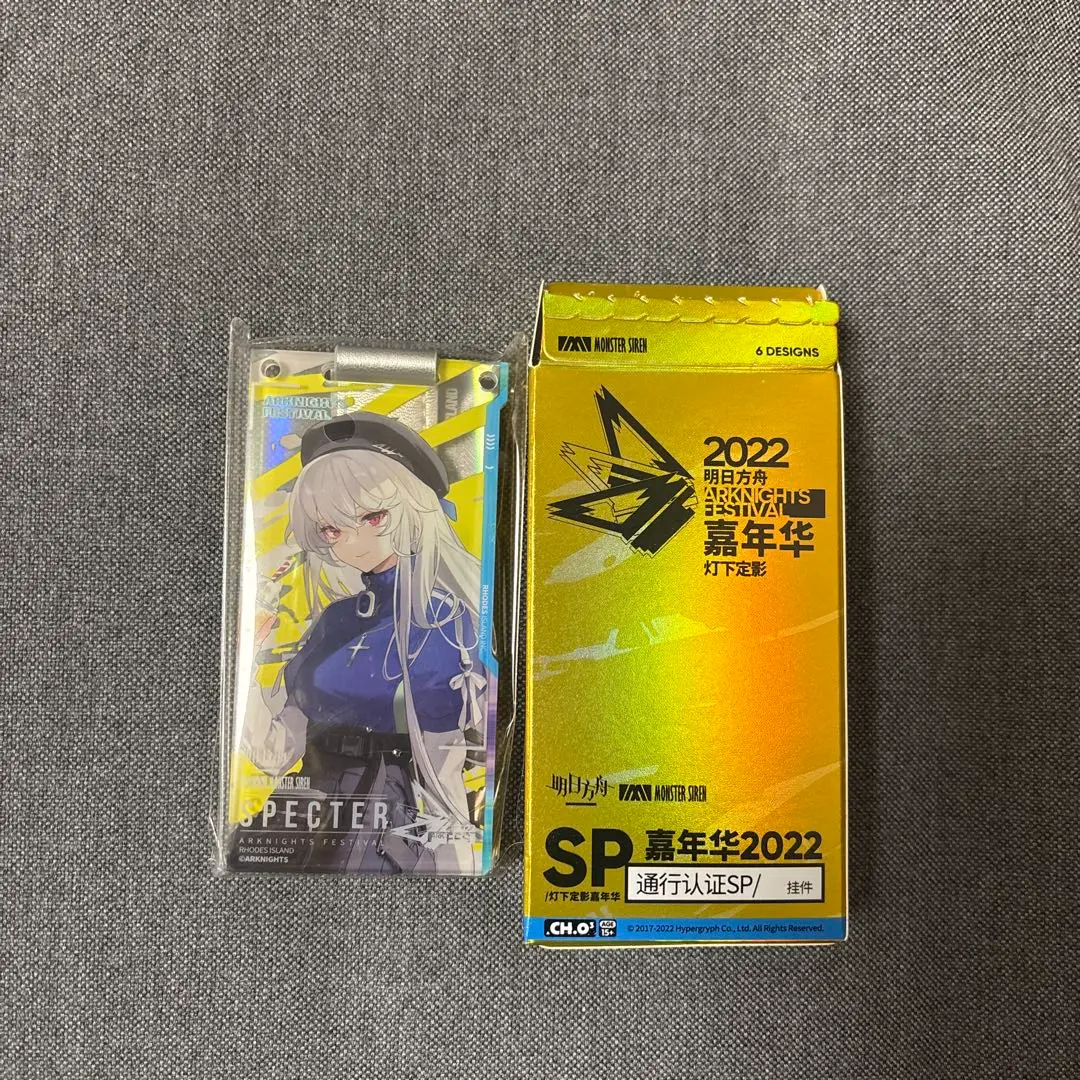 ARKNIGHTS
FESTIVAL
RHODES ISLAND INC.
MONSTER SIREN
SPECTER
ARKNIGHTS FESTIVAL
RHODES ISLAND
©ARKNIGHTS
MONSTER SIREN
6 DESIGNS
2022
明日方舟
ARKNIGHTS
FESTIVAL
嘉年华
灯下定影
明日方舟
MONSTER SIREN
SP
嘉年华2022
/灯下定影嘉年华
通行认证SP/ 挂件
.CH.O³
AGE
15+
© 2017-2022 Hypergryph Co., Ltd. All Rights Reserved.